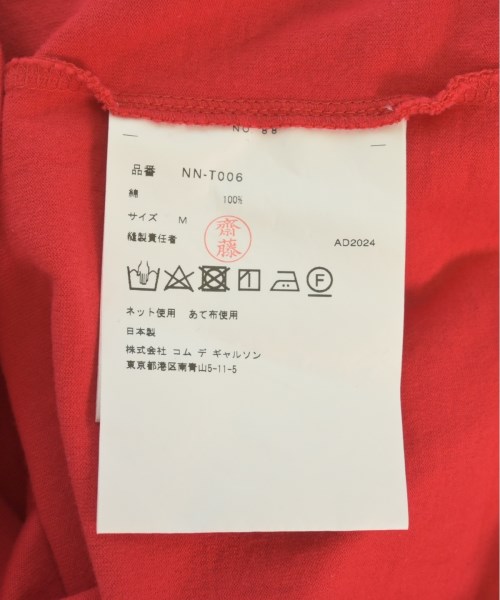 NO 88
品番 NN-T006
綿 100%
サイズ M
縫製責任者 齋藤 AD2024
F
ネット使用 あて布使用
日本製
株式会社 コム デ ギャルソン
東京都港区南青山5-11-5